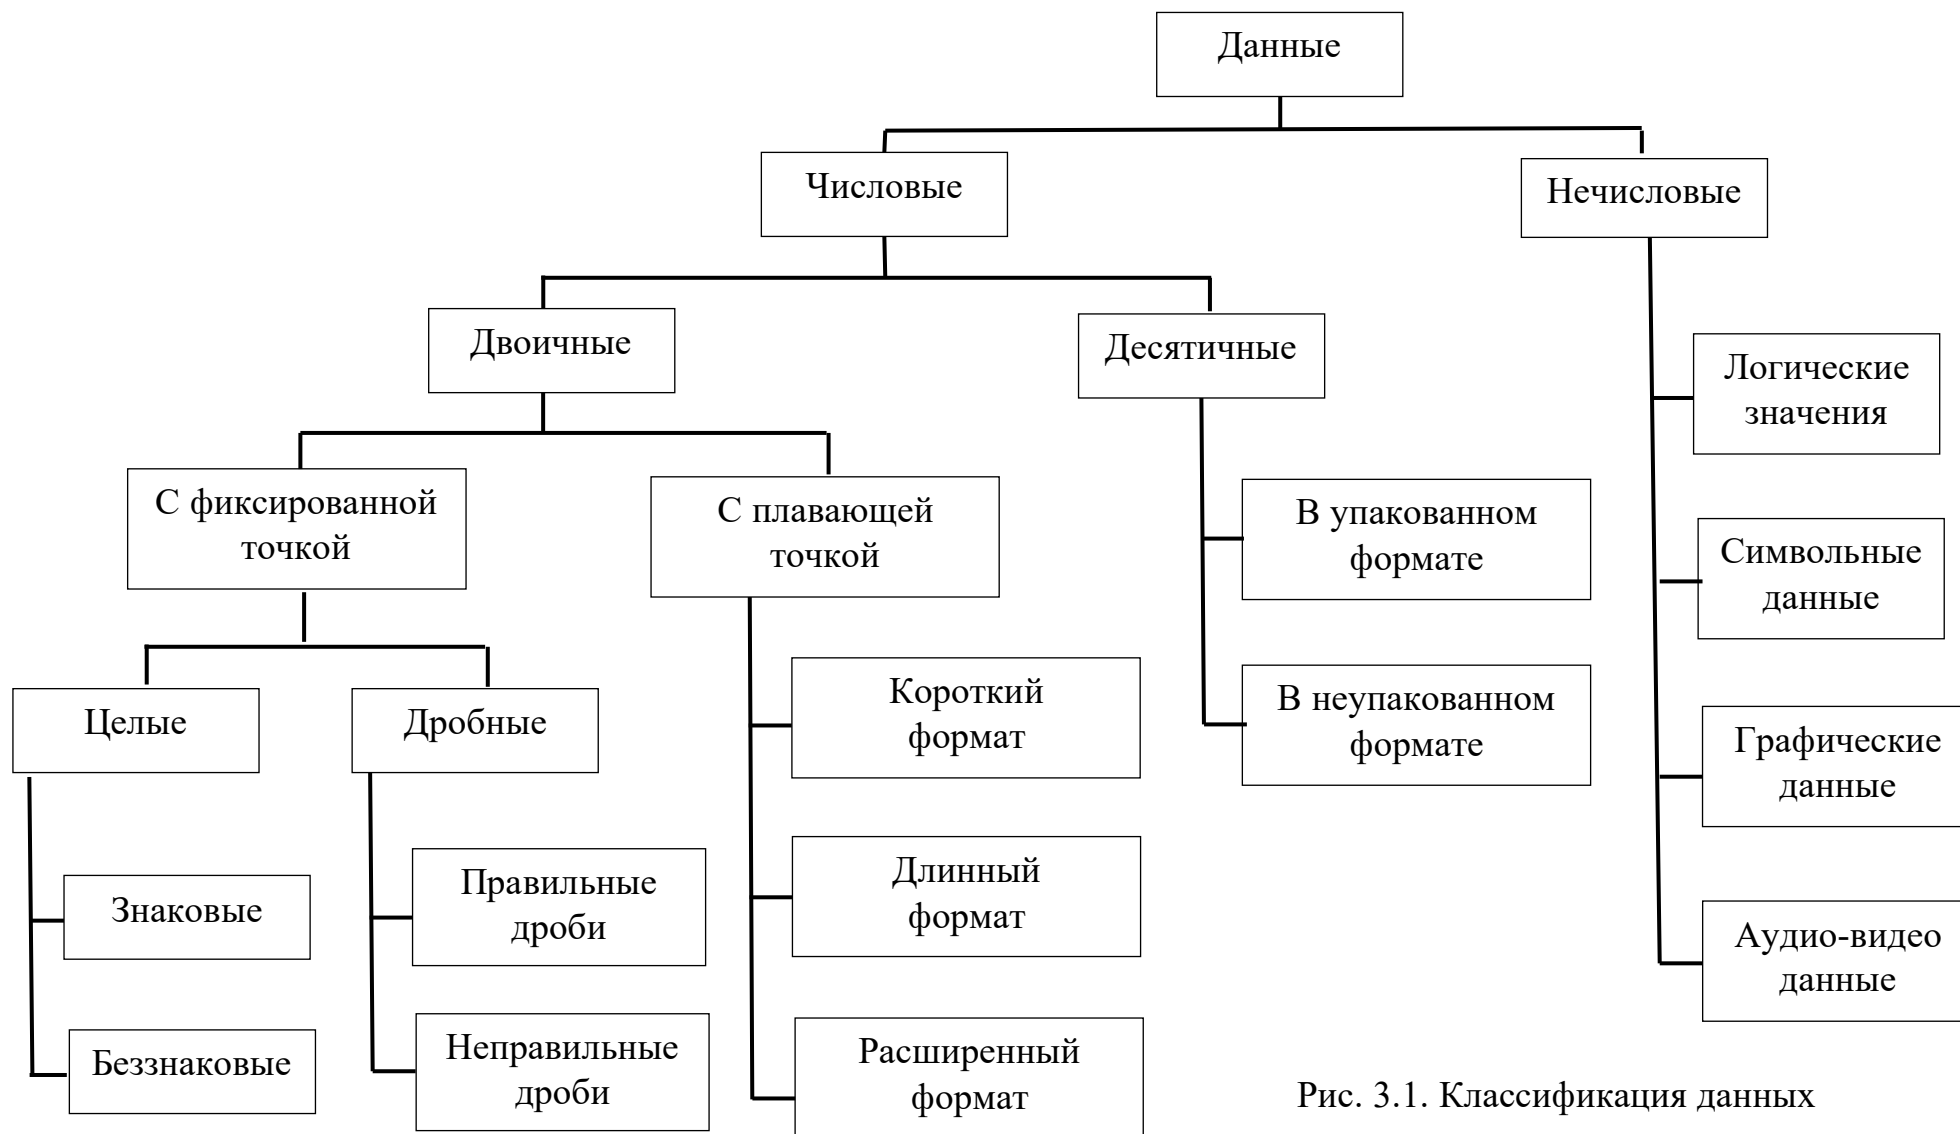 Данные
Числовые
Нечисловые
Двоичные
Десятичные
Логические
значения
С фиксированной
точкой
С плавающей
точкой
В упакованном
формате
Символьные
данные
Целые
Дробные
Короткий
формат
В неупакованном
формате
Графические
данные
Знаковые
Правильные
дроби
Длинный
формат
Аудио-видео
данные
Беззнаковые
Неправильные
дроби
Расширенный
формат
Рис. 3.1. Классификация данных